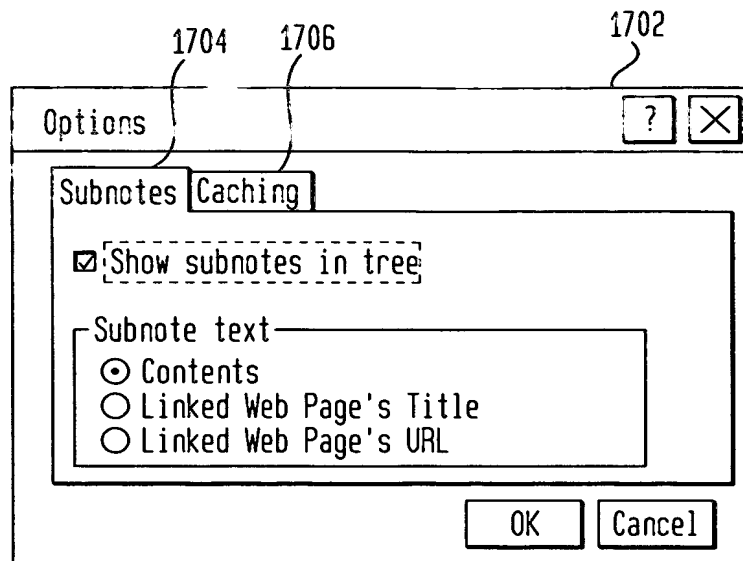 1704 1706 1702
Options ?
Subnotes Caching
Show subnotes in tree
Subnote text
Contents
Linked Web Page's Title
Linked Web Page's URL
OK Cancel